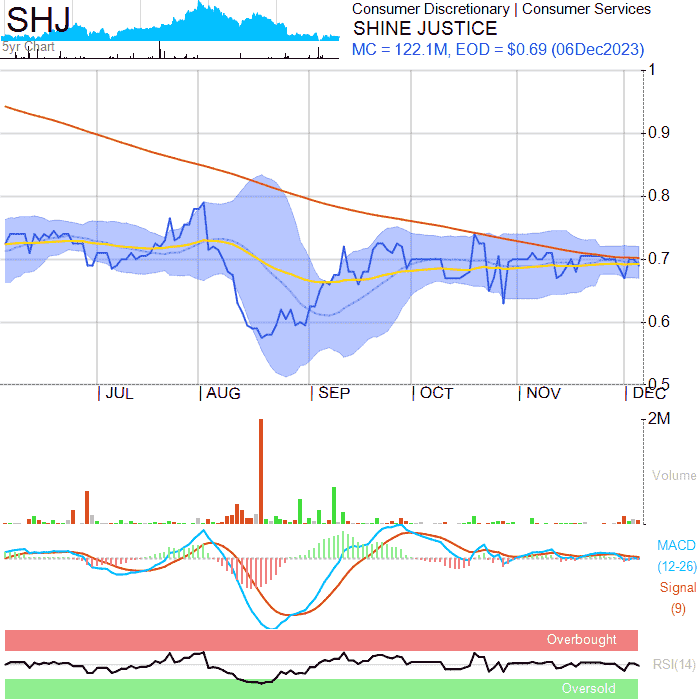 SHJ
5yr Chart
Consumer Discretionary | Consumer Services
SHINE JUSTICE
MC = 122.1M, EOD = $0.69 (06Dec2023)
1
0.9
0.8
0.7
0.6
0.5
JUL
AUG
SEP
OCT
NOV
DEC
2M
Volume
MACD
(12-26)
Signal
(9)
Overbought
RSI(14)
Oversold